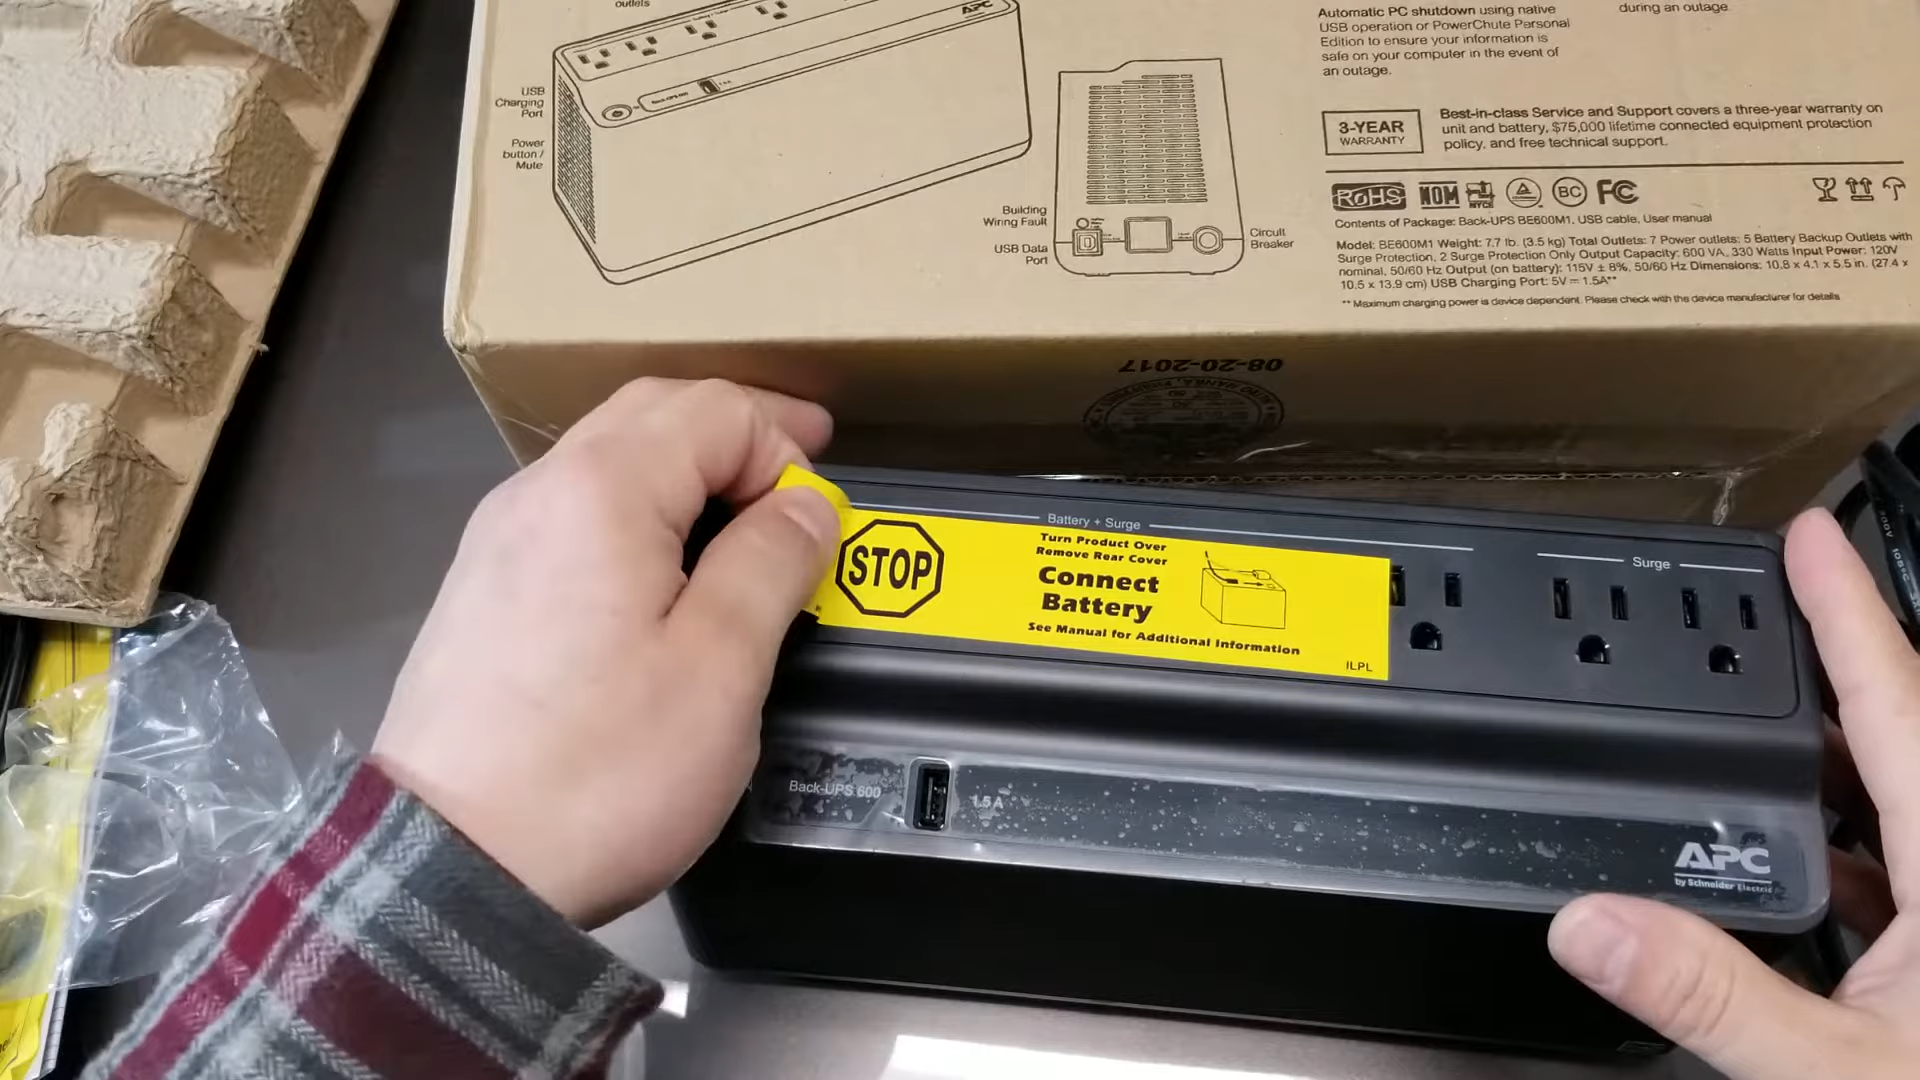 outlets
APC
USB
Charging
Port
Power
button /
Mute
Back-UPS 600
1.5 A
Building
Wiring Fault
USB Data
Port
Circuit
Breaker
Automatic PC shutdown using native
USB operation or PowerChute Personal
Edition to ensure your information is
safe on your computer in the event of
an outage.
during an outage.
3-YEAR
WARRANTY
Best-in-class Service and Support covers a three-year warranty on
unit and battery, $75,000 lifetime connected equipment protection
policy, and free technical support.
RoHS NOM NYCE BC FC
Contents of Package: Back-UPS BE600M1, USB cable, User manual
Model: BE600M1 Weight: 7.7 lb. (3.5 kg) Total Outlets: 7 Power outlets: 5 Battery Backup Outlets with
Surge Protection, 2 Surge Protection Only Output Capacity: 600 VA, 330 Watts Input Power: 120V
nominal, 50/60 Hz Output (on battery): 115V ± 8%, 50/60 Hz Dimensions: 10.8 x 4.1 x 5.5 in. (27.4 x
10.5 x 13.9 cm) USB Charging Port: 5V = 1.5A**
** Maximum charging power is device dependent. Please check with the device manufacturer for details
08-20-2017
Battery + Surge
Surge
STOP
Turn Product Over
Remove Rear Cover
Connect
Battery
See Manual for Additional Information
ILPL
Back-UPS 600
1.5 A
APC
by Schneider Electric